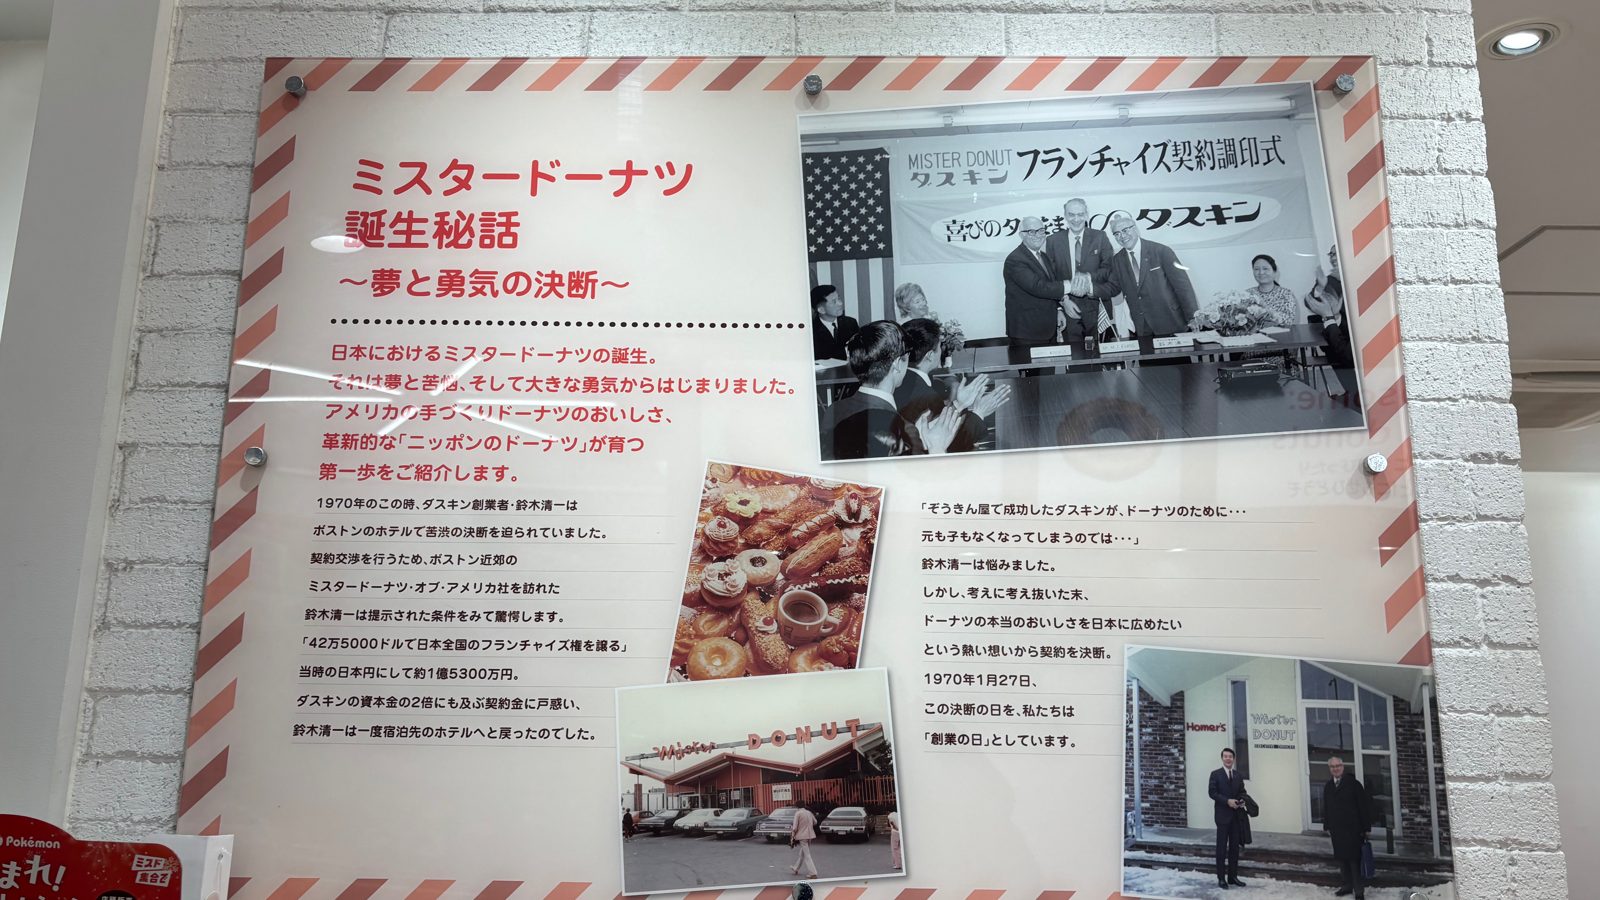 ミスタードーナツ
誕生秘話
～夢と勇気の決断～
日本におけるミスタードーナツの誕生。
それは夢と苦悩、そして大きな勇気からはじまりました。
アメリカの手づくりドーナツのおいしさ、
革新的な「ニッポンのドーナツ」が育つ
第一歩をご紹介します。
1970年のこの時、ダスキン創業者・鈴木清一は
ボストンのホテルで苦渋の決断を迫られていました。
契約交渉を行うため、ボストン近郊の
ミスタードーナツ・オブ・アメリカ社を訪れた
鈴木清一は提示された条件をみて驚愕します。
「42万5000ドルで日本全国のフランチャイズ権を譲る」
当時の日本円にして約1億5300万円。
ダスキンの資本金の2倍にも及ぶ契約金に戸惑い、
鈴木清一は一度宿泊先のホテルへと戻ったのでした。
「ぞうきん屋で成功したダスキンが、ドーナツのために･･･
元も子もなくなってしまうのでは･･･」
鈴木清一は悩みました。
しかし、考えに考え抜いた末、
ドーナツの本当のおいしさを日本に広めたい
という熱い想いから契約を決断。
1970年1月27日、
この決断の日を、私たちは
「創業の日」としています。
MISTER DONUT
ダスキン
フランチャイズ契約調印式
喜びのタネをま の ダスキン
Mister DONUT
Homer's
Mister
DONUT
EXECUTIVE OFFICES
Pokémon
まれ!
ミスド
集合で